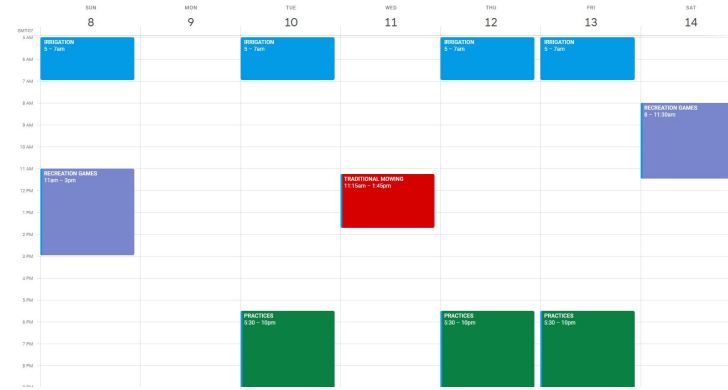 SUN MON TUE WED THU FRI SAT
8 9 10 11 12 13 14
GMT-07
5 AM
IRRIGATION
5 – 7am
IRRIGATION
5 – 7am
IRRIGATION
5 – 7am
IRRIGATION
5 – 7am
6 AM
7 AM
8 AM
RECREATION GAMES
8 – 11:30am
9 AM
10 AM
11 AM
RECREATION GAMES
11am – 3pm
TRADITIONAL MOWING
11:15am – 1:45pm
12 PM
1 PM
2 PM
3 PM
4 PM
5 PM
PRACTICES
5:30 – 10pm
PRACTICES
5:30 – 10pm
PRACTICES
5:30 – 10pm
6 PM
7 PM
8 PM